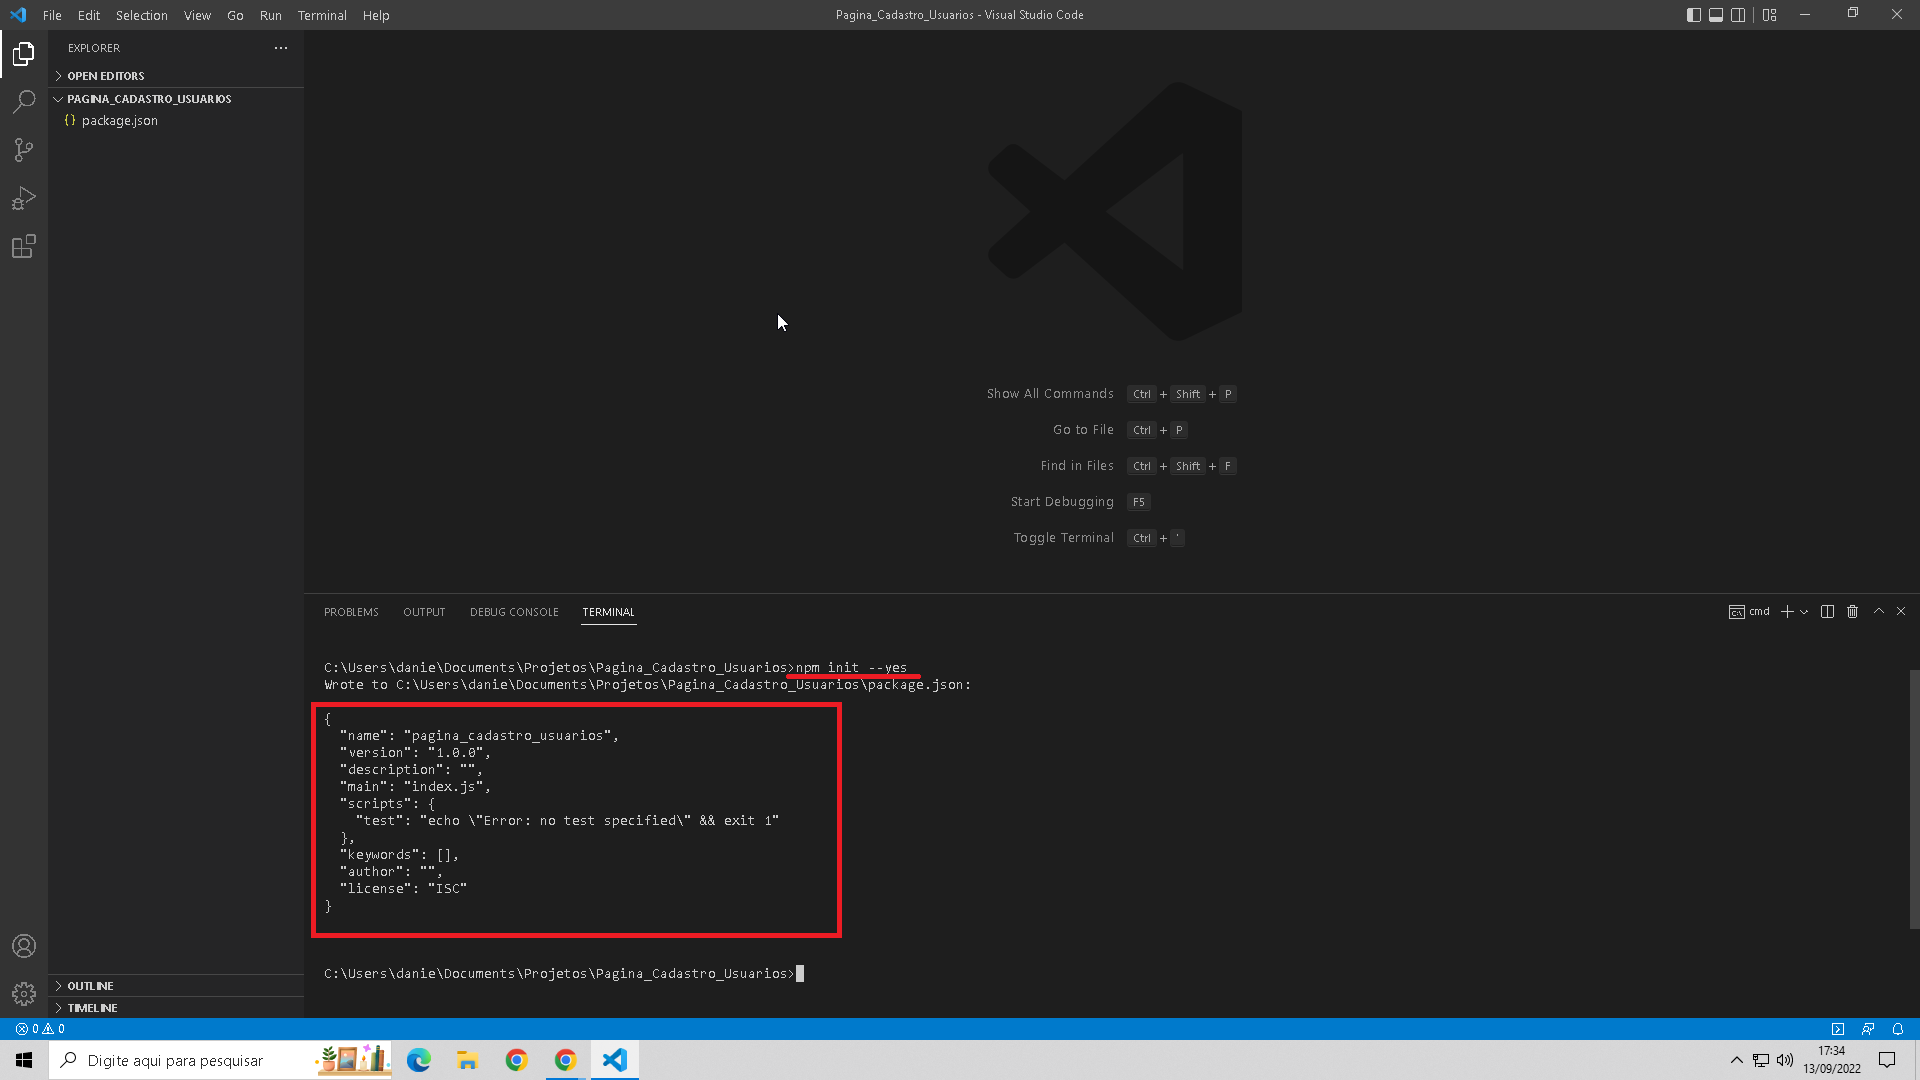 File Edit Selection View Go Run Terminal Help
Pagina_Cadastro_Usuarios - Visual Studio Code
EXPLORER
OPEN EDITORS
PAGINA_CADASTRO_USUARIOS
{} package.json
Show All Commands Ctrl + Shift + P
Go to File Ctrl + P
Find in Files Ctrl + Shift + F
Start Debugging F5
Toggle Terminal Ctrl + '
PROBLEMS OUTPUT DEBUG CONSOLE TERMINAL
cmd
C:\Users\danie\Documents\Projetos\Pagina_Cadastro_Usuarios>npm init --yes
Wrote to C:\Users\danie\Documents\Projetos\Pagina_Cadastro_Usuarios\package.json:
{
  "name": "pagina_cadastro_usuarios",
  "version": "1.0.0",
  "description": "",
  "main": "index.js",
  "scripts": {
    "test": "echo \"Error: no test specified\" && exit 1"
  },
  "keywords": [],
  "author": "",
  "license": "ISC"
}
C:\Users\danie\Documents\Projetos\Pagina_Cadastro_Usuarios>
OUTLINE
TIMELINE
0 0
Digite aqui para pesquisar
17:34
13/09/2022